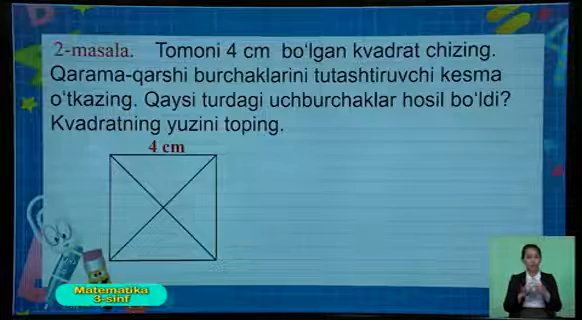 2-masala. Tomoni 4 cm bo‘lgan kvadrat chizing.
Qarama-qarshi burchaklarini tutashtiruvchi kesma
o‘tkazing. Qaysi turdagi uchburchaklar hosil bo‘ldi?
Kvadratning yuzini toping.
4 cm
Matematika
3-sinf